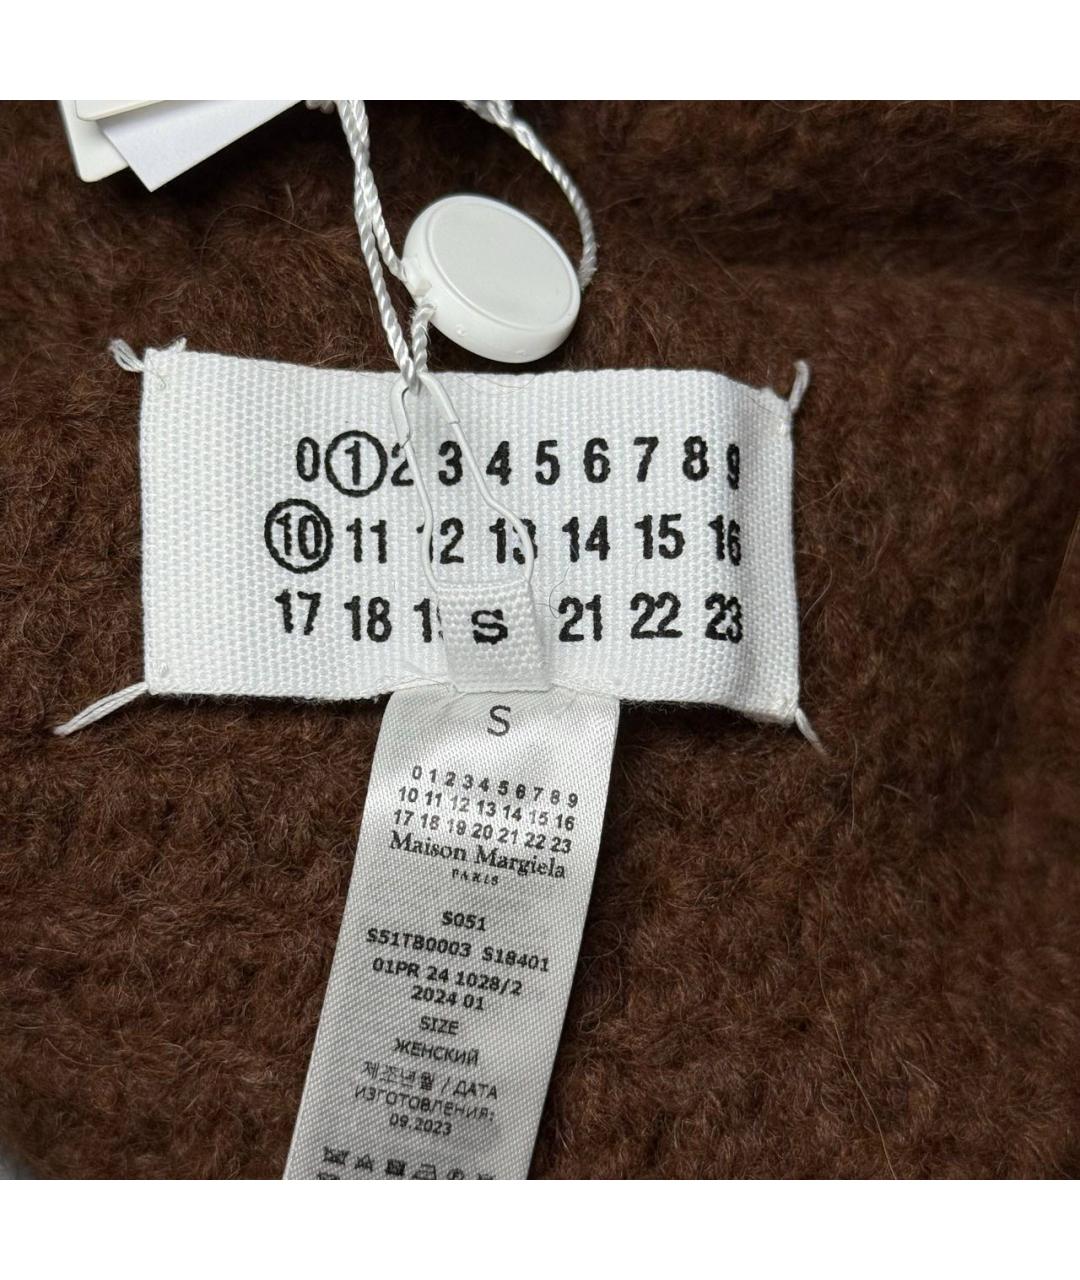 0 1 2 3 4 5 6 7 8 9
10 11 12 13 14 15 16
17 18 19 S 21 22 23
S
0 1 2 3 4 5 6 7 8 9
10 11 12 13 14 15 16
17 18 19 20 21 22 23
Maison Margiela
PARIS
S051
S51TB0003 S18401
01PR 24 1028/2
2024 01
SIZE
ЖЕНСКИЙ
제조년월 / ДАТА
ИЗГОТОВЛЕНИЯ:
09.2023